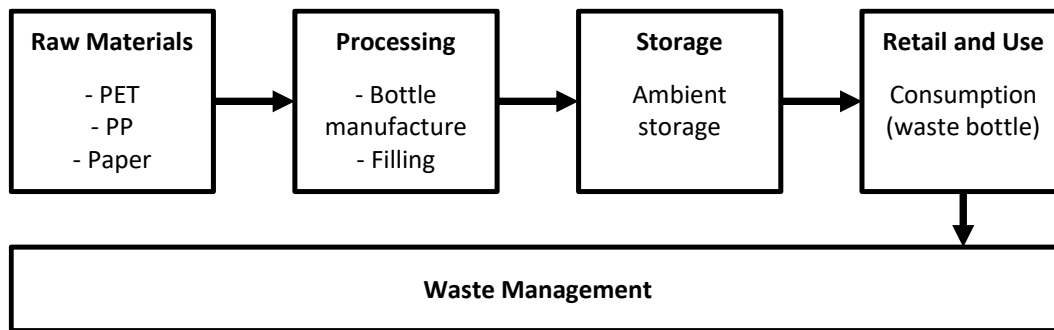 Raw Materials
- PET
- PP
- Paper
Processing
- Bottle
manufacture
- Filling
Storage
Ambient
storage
Retail and Use
Consumption
(waste bottle)
Waste Management